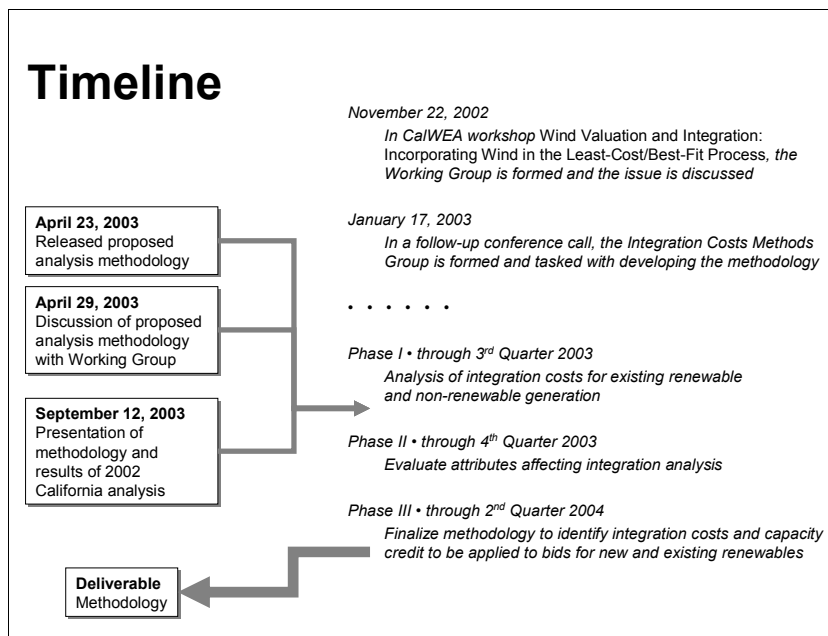 Timeline
November 22, 2002
In CalWEA workshop Wind Valuation and Integration:
Incorporating Wind in the Least-Cost/Best-Fit Process, the
Working Group is formed and the issue is discussed
April 23, 2003
Released proposed
analysis methodology
January 17, 2003
In a follow-up conference call, the Integration Costs Methods
Group is formed and tasked with developing the methodology
April 29, 2003
Discussion of proposed
analysis methodology
with Working Group
• • • • • •
Phase I • through 3rd Quarter 2003
Analysis of integration costs for existing renewable
and non-renewable generation
September 12, 2003
Presentation of
methodology and
results of 2002
California analysis
Phase II • through 4th Quarter 2003
Evaluate attributes affecting integration analysis
Phase III • through 2nd Quarter 2004
Finalize methodology to identify integration costs and capacity
credit to be applied to bids for new and existing renewables
Deliverable
Methodology